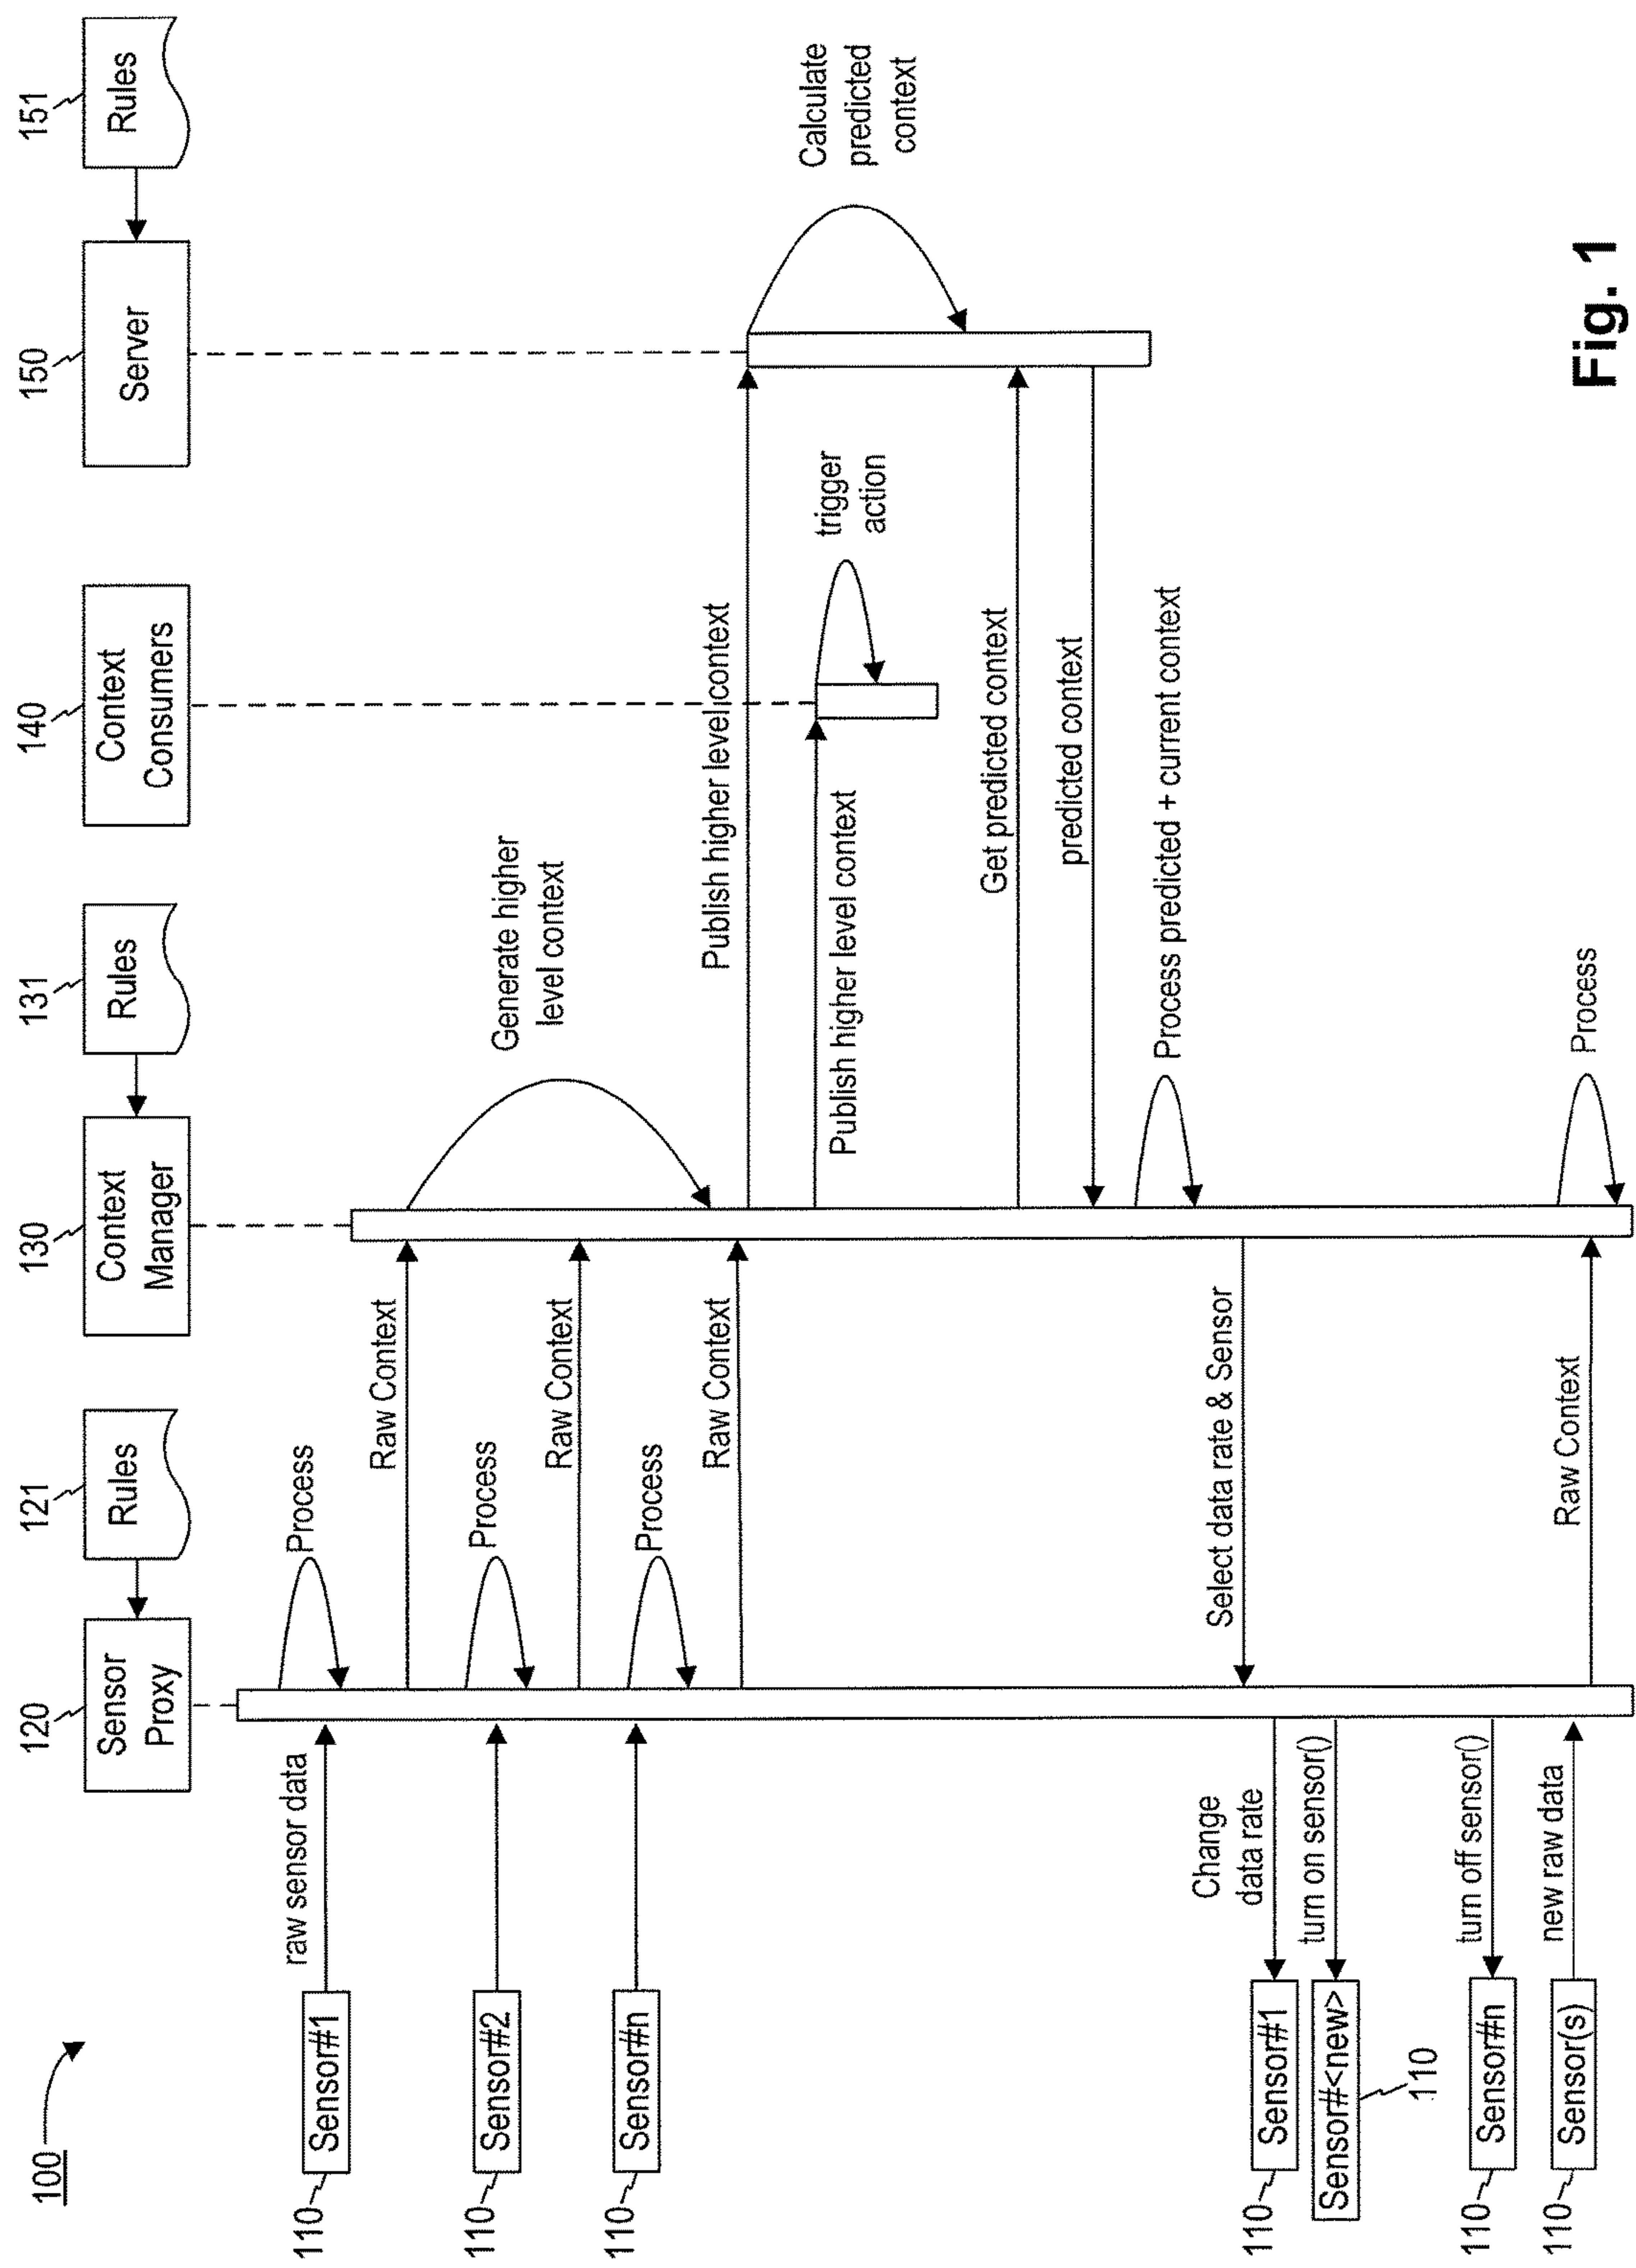 100
120
121
130
131
140
150
151
Sensor
Proxy
Rules
Context
Manager
Rules
Context
Consumers
Server
Rules
110
Sensor#1
raw sensor data
Process
Raw Context
Generate higher
level context
110
Sensor#2
Process
Raw Context
110
Sensor#n
Process
Raw Context
Publish higher level context
Publish higher level context
trigger
action
Calculate
predicted
context
Get predicted context
predicted context
Process predicted + current context
Select data rate & Sensor
110
Sensor#1
Change
data rate
Sensor#<new>
110
turn on sensor()
110
Sensor#n
turn off sensor()
110
Sensor(s)
new raw data
Raw Context
Process
Fig. 1